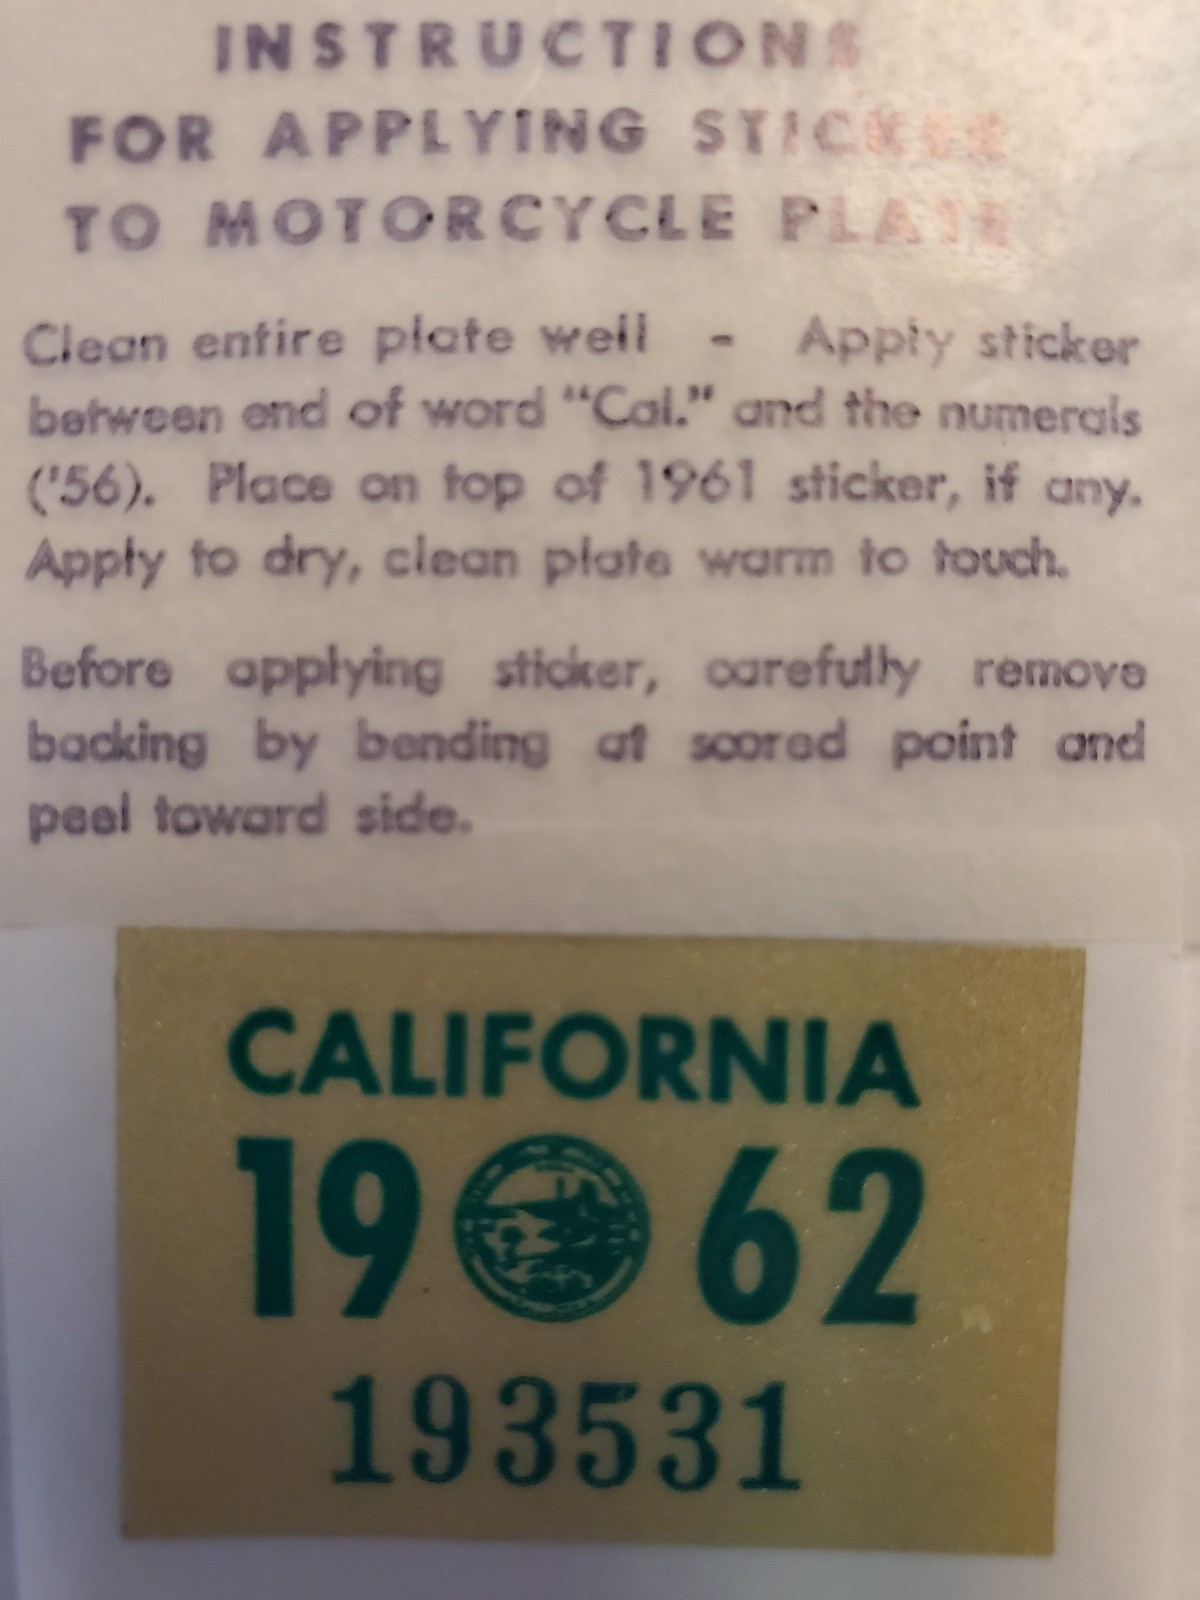 INSTRUCTIONS
FOR APPLYING STICKER
TO MOTORCYCLE PLATE
Clean entire plate well - Apply sticker
between end of word "Cal." and the numerals
('56). Place on top of 1961 sticker, if any.
Apply to dry, clean plate warm to touch.
Before applying sticker, carefully remove
backing by bending at scored point and
peel toward side.
CALIFORNIA
19 62
193531